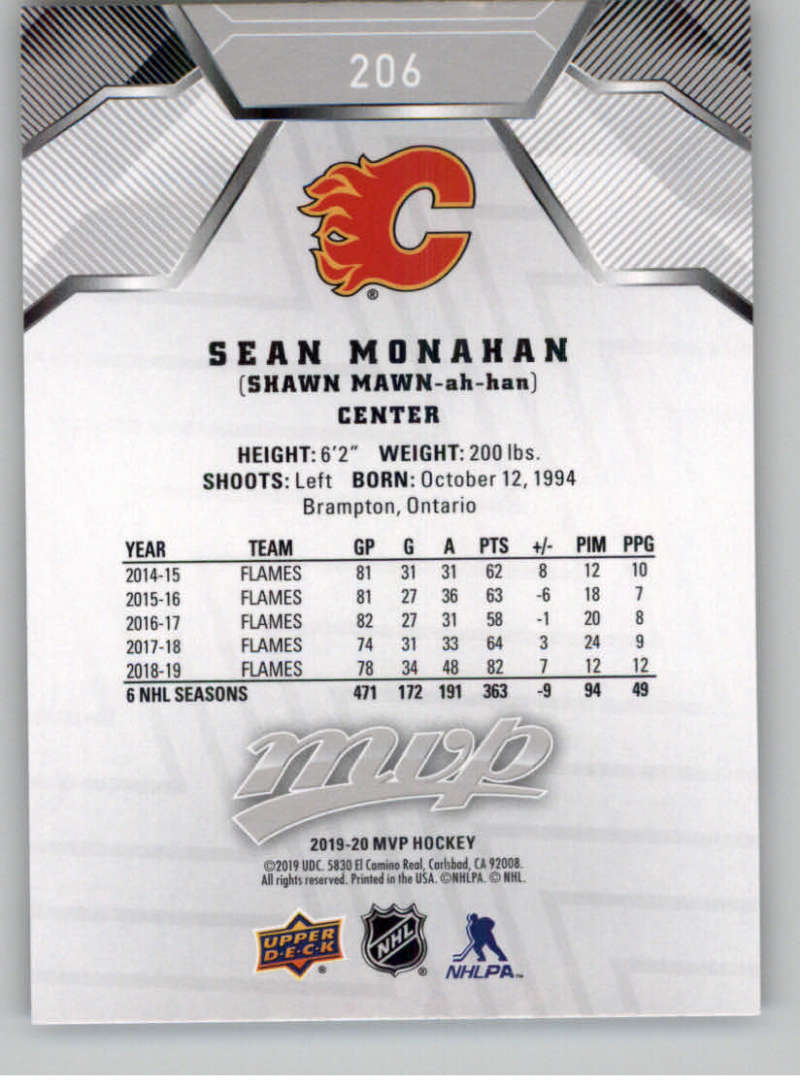 206
C
®
SEAN MONAHAN
(SHAWN MAWN-ah-han)
CENTER
HEIGHT: 6'2" WEIGHT: 200 lbs.
SHOOTS: Left BORN: October 12, 1994
Brampton, Ontario
YEAR TEAM GP G A PTS +/- PIM PPG
2014-15 FLAMES 81 31 31 62 8 12 10
2015-16 FLAMES 81 27 36 63 -6 18 7
2016-17 FLAMES 82 27 31 58 -1 20 8
2017-18 FLAMES 74 31 33 64 3 24 9
2018-19 FLAMES 78 34 48 82 7 12 12
6 NHL SEASONS 471 172 191 363 -9 94 49
mvp
2019-20 MVP HOCKEY
©2019 UDC. 5830 El Camino Real, Carlsbad, CA 92008.
All rights reserved. Printed in the USA. ©NHLPA. © NHL.
UPPER D·E·C·K ® NHL ® NHLPA™